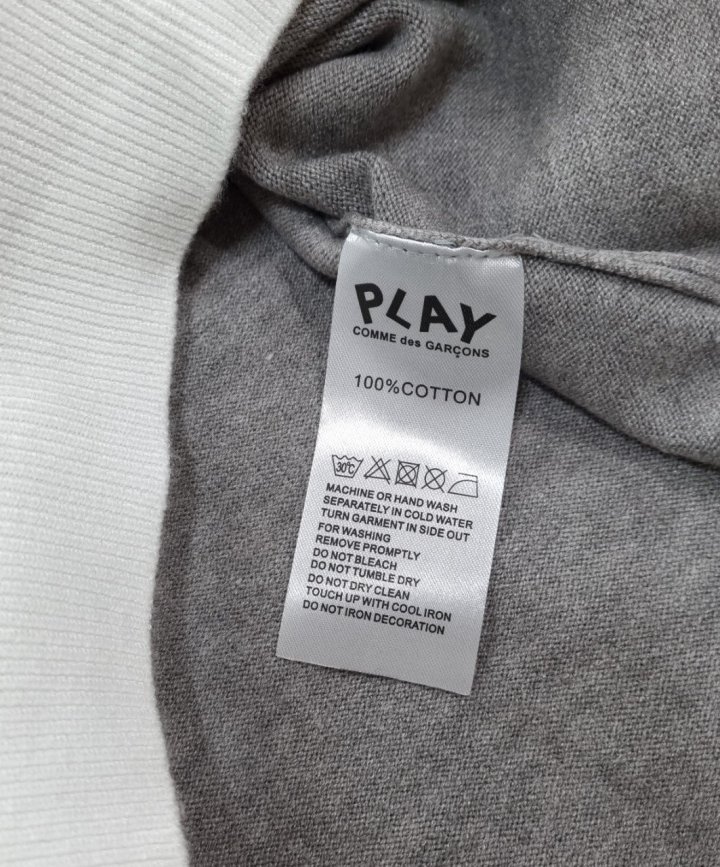 PLAY
COMME des GARÇONS
100%COTTON
30℃
MACHINE OR HAND WASH
SEPARATELY IN COLD WATER
TURN GARMENT IN SIDE OUT
FOR WASHING
REMOVE PROMPTLY
DO NOT BLEACH
DO NOT TUMBLE DRY
DO NOT DRY CLEAN
TOUCH UP WITH COOL IRON
DO NOT IRON DECORATION